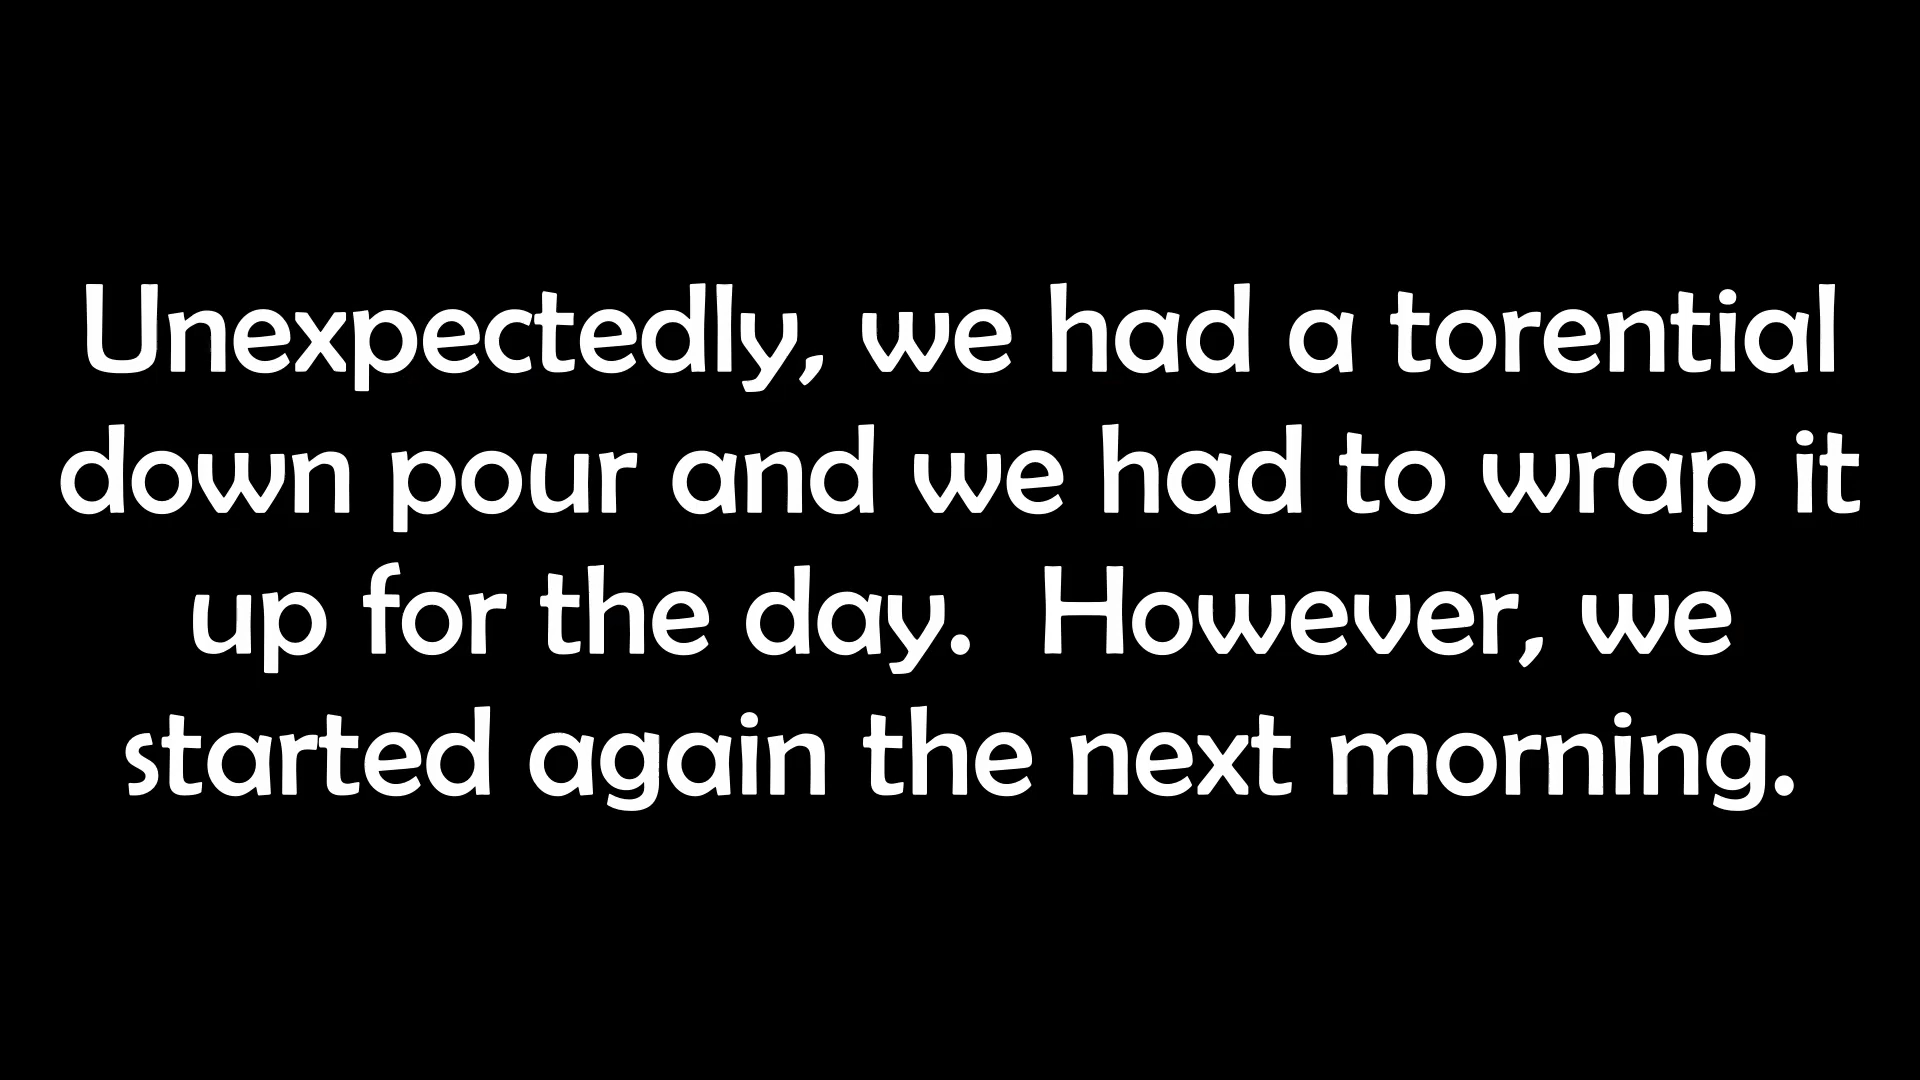 Unexpectedly, we had a torential
down pour and we had to wrap it
up for the day.  However, we
started again the next morning.